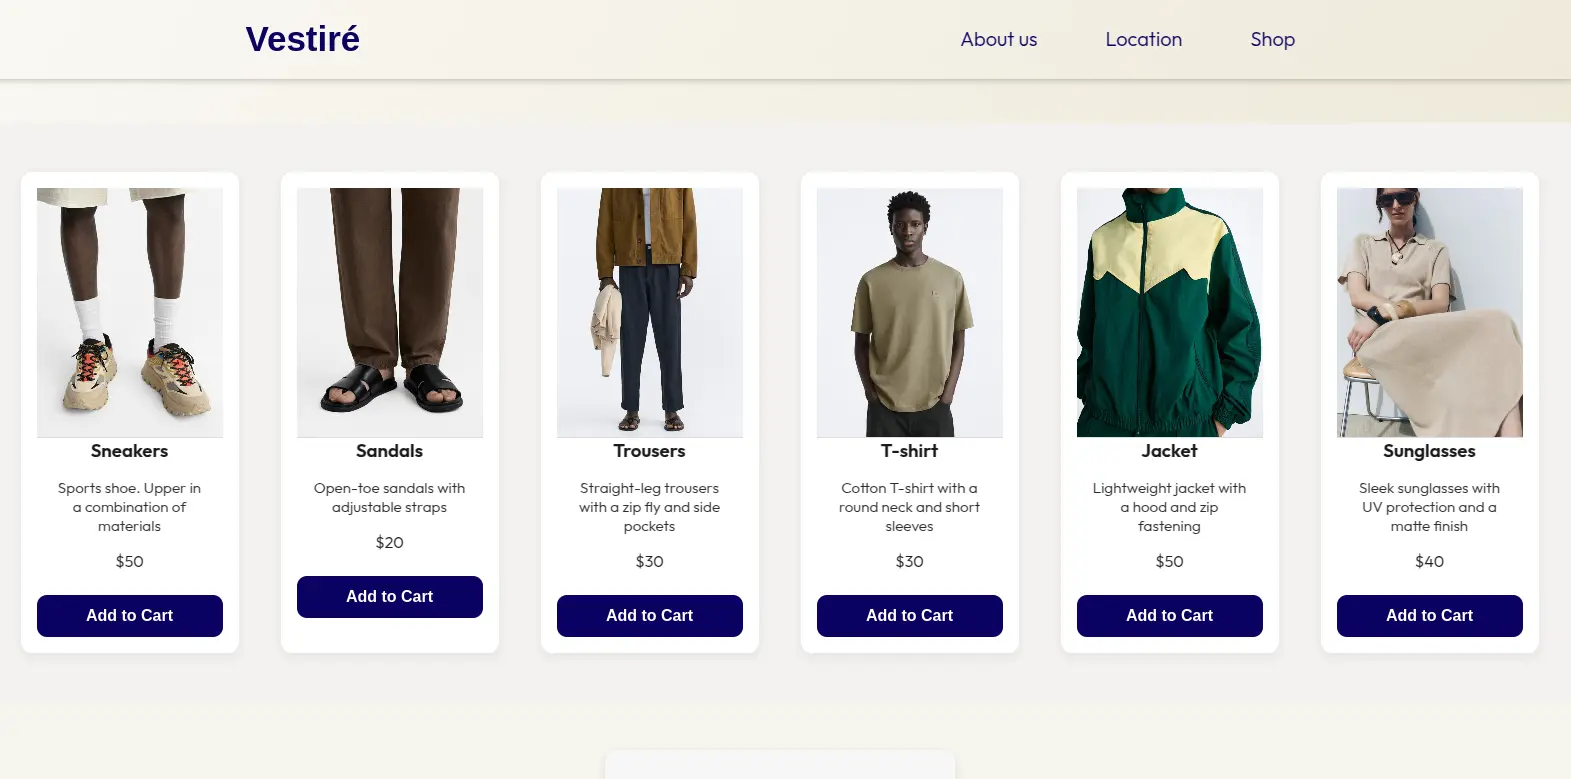 Vestiré
About us
Location
Shop
Sneakers
Sports shoe. Upper in
a combination of
materials
$50
Add to Cart
Sandals
Open-toe sandals with
adjustable straps
$20
Add to Cart
Trousers
Straight-leg trousers
with a zip fly and side
pockets
$30
Add to Cart
T-shirt
Cotton T-shirt with a
round neck and short
sleeves
$30
Add to Cart
Jacket
Lightweight jacket with
a hood and zip
fastening
$50
Add to Cart
Sunglasses
Sleek sunglasses with
UV protection and a
matte finish
$40
Add to Cart